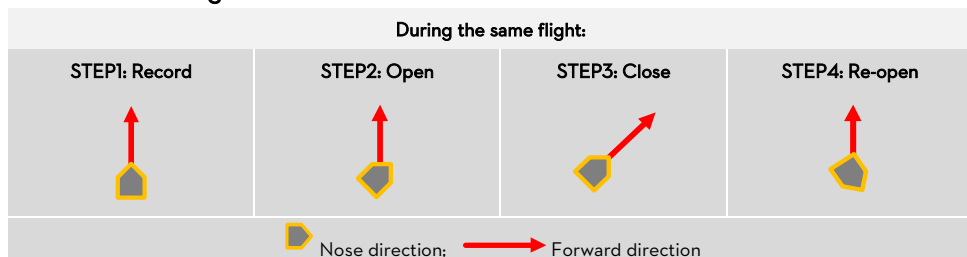 During the same flight:
STEP1: Record STEP2: Open STEP3: Close STEP4: Re-open
Nose direction; Forward direction